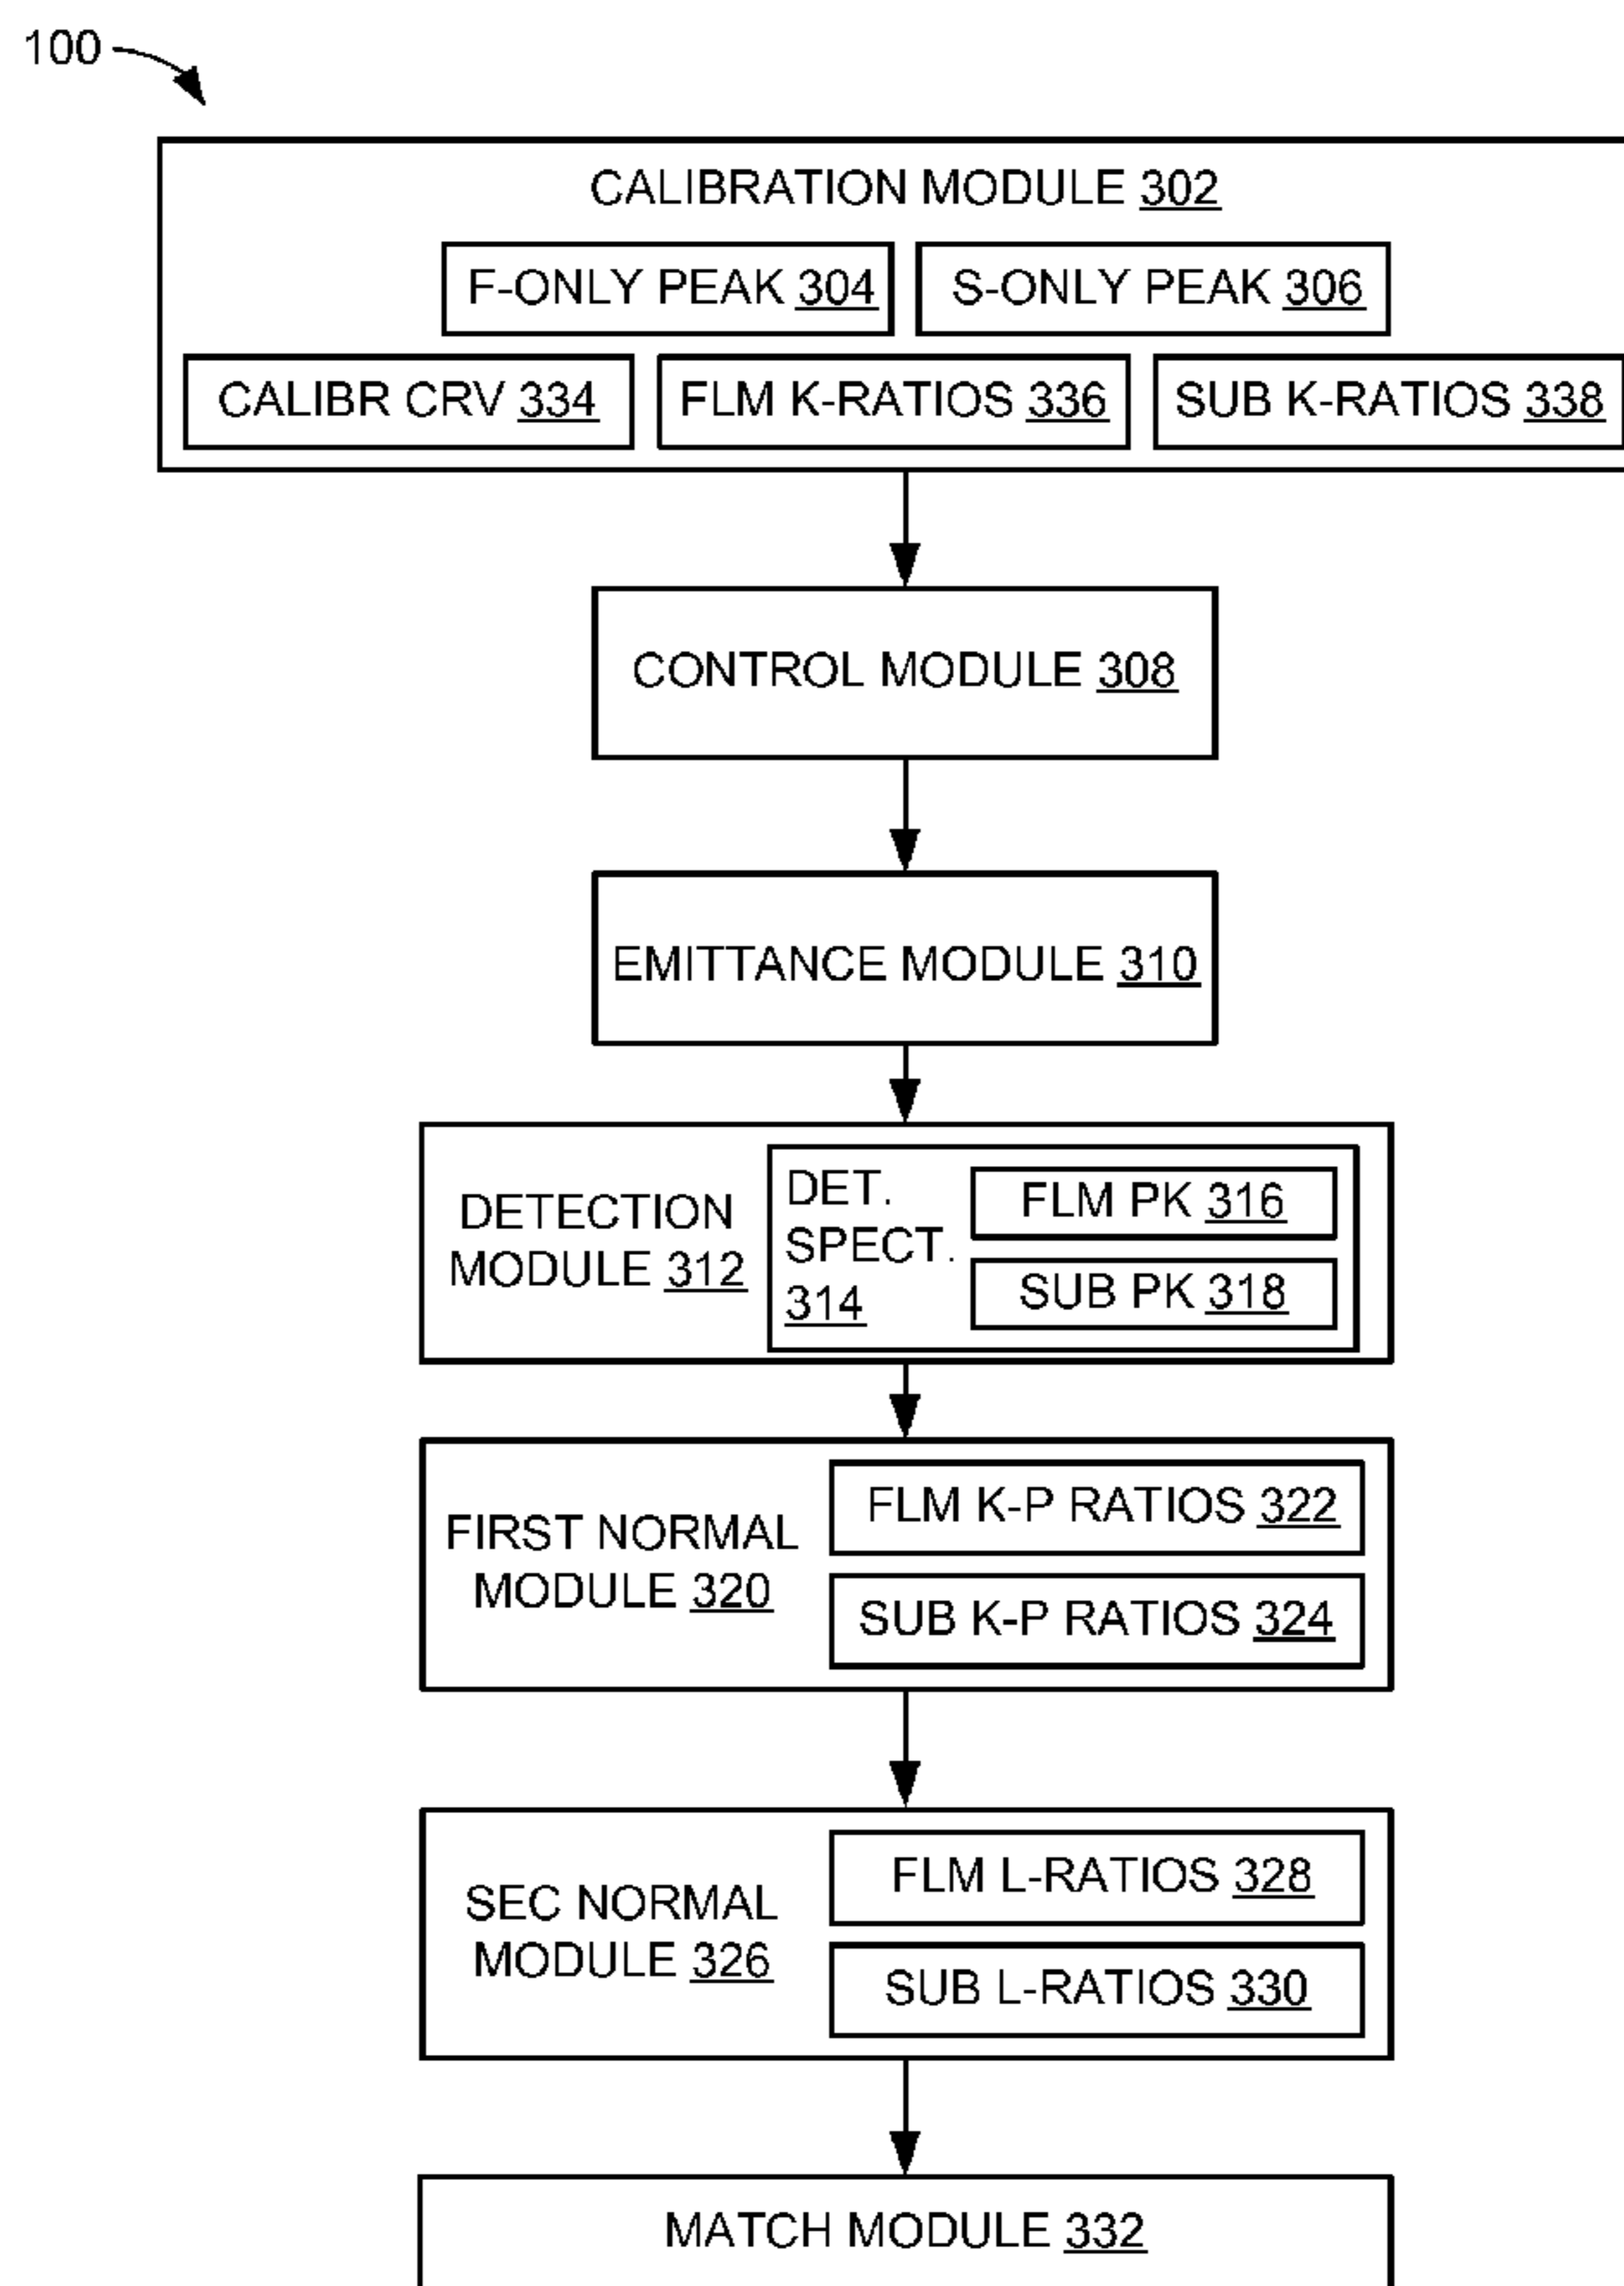 100
CALIBRATION MODULE 302
F-ONLY PEAK 304
S-ONLY PEAK 306
CALIBR CRV 334
FLM K-RATIOS 336
SUB K-RATIOS 338
CONTROL MODULE 308
EMITTANCE MODULE 310
DETECTION
MODULE 312
DET.
SPECT.
314
FLM PK 316
SUB PK 318
FIRST NORMAL
MODULE 320
FLM K-P RATIOS 322
SUB K-P RATIOS 324
SEC NORMAL
MODULE 326
FLM L-RATIOS 328
SUB L-RATIOS 330
MATCH MODULE 332